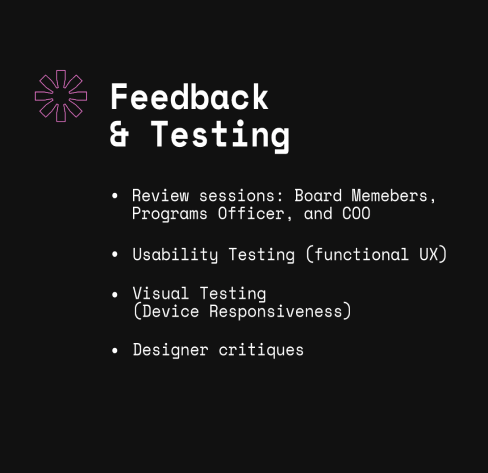 Feedback
& Testing
• Review sessions: Board Memebers,
Programs Officer, and COO
• Usability Testing (functional UX)
• Visual Testing
(Device Responsiveness)
• Designer critiques